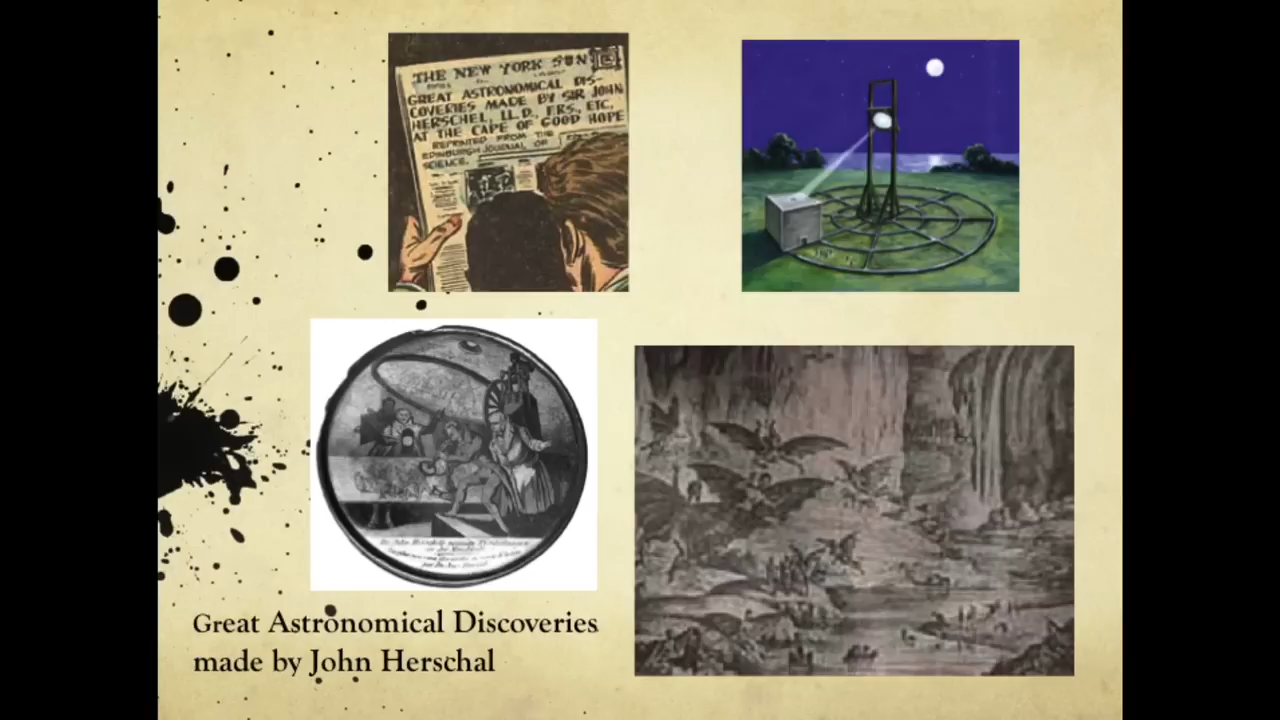 THE NEW YORK SUN
GREAT ASTRONOMICAL DIS-
COVERIES MADE BY SIR JOHN
HERSCHEL, LL.D., F.R.S., ETC,
AT THE CAPE OF GOOD HOPE
REPRINTED FROM THE
EDINBURGH JOURNAL OF
SCIENCE.
Great Astronomical Discoveries
made by John Herschal